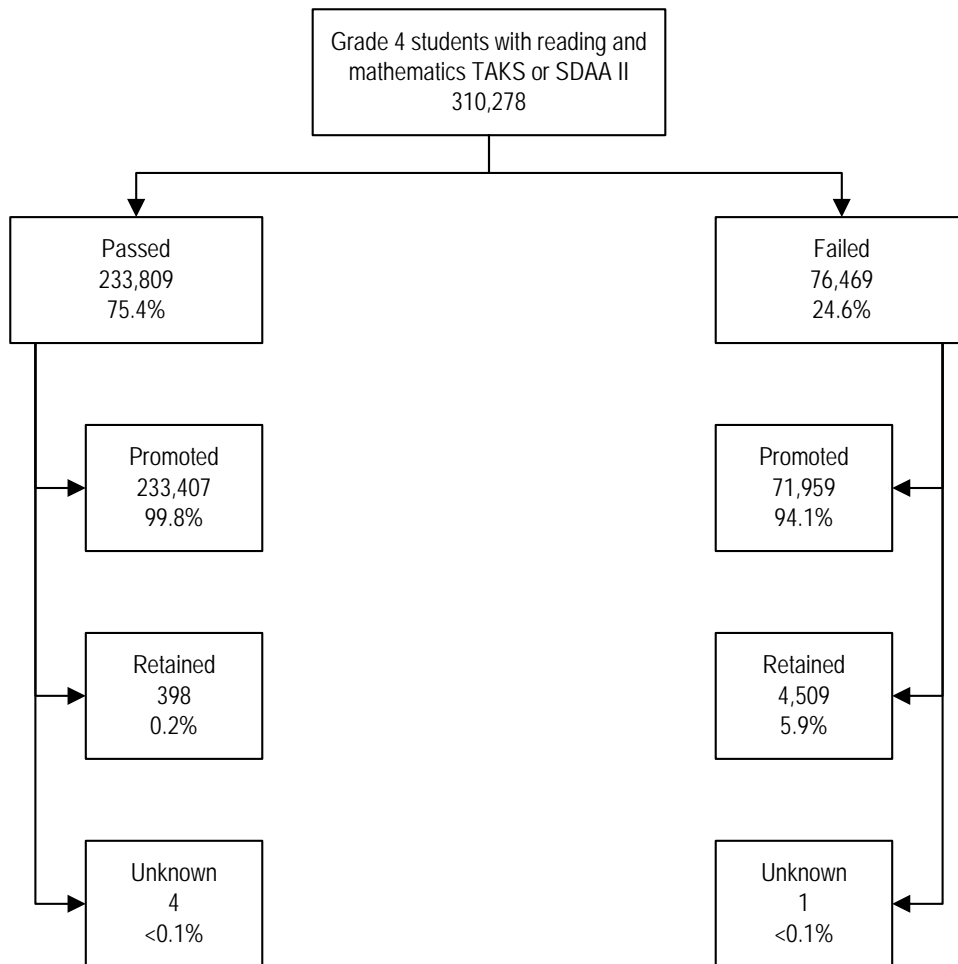 Grade 4 students with reading and
mathematics TAKS or SDAA II
310,278
Passed
233,809
75.4%
Failed
76,469
24.6%
Promoted
233,407
99.8%
Promoted
71,959
94.1%
Retained
398
0.2%
Retained
4,509
5.9%
Unknown
4
<0.1%
Unknown
1
<0.1%